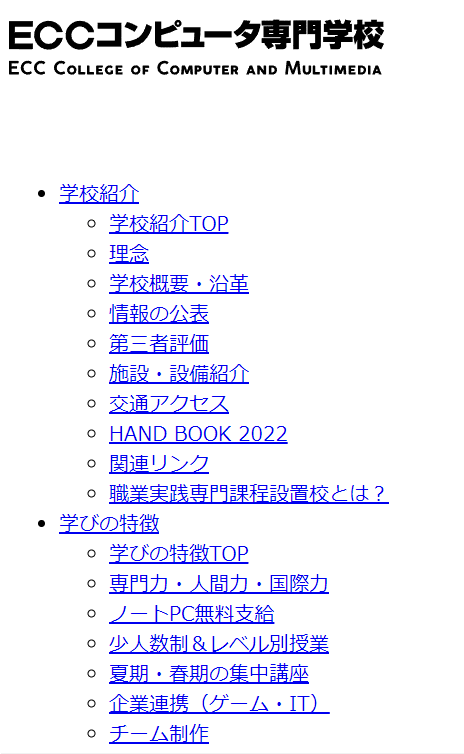 ECCコンピュータ専門学校
ECC COLLEGE OF COMPUTER AND MULTIMEDIA
学校紹介
学校紹介TOP
理念
学校概要・沿革
情報の公表
第三者評価
施設・設備紹介
交通アクセス
HAND BOOK 2022
関連リンク
職業実践専門課程設置校とは？
学びの特徴
学びの特徴TOP
専門力・人間力・国際力
ノートPC無料支給
少人数制＆レベル別授業
夏期・春期の集中講座
企業連携（ゲーム・IT）
チーム制作